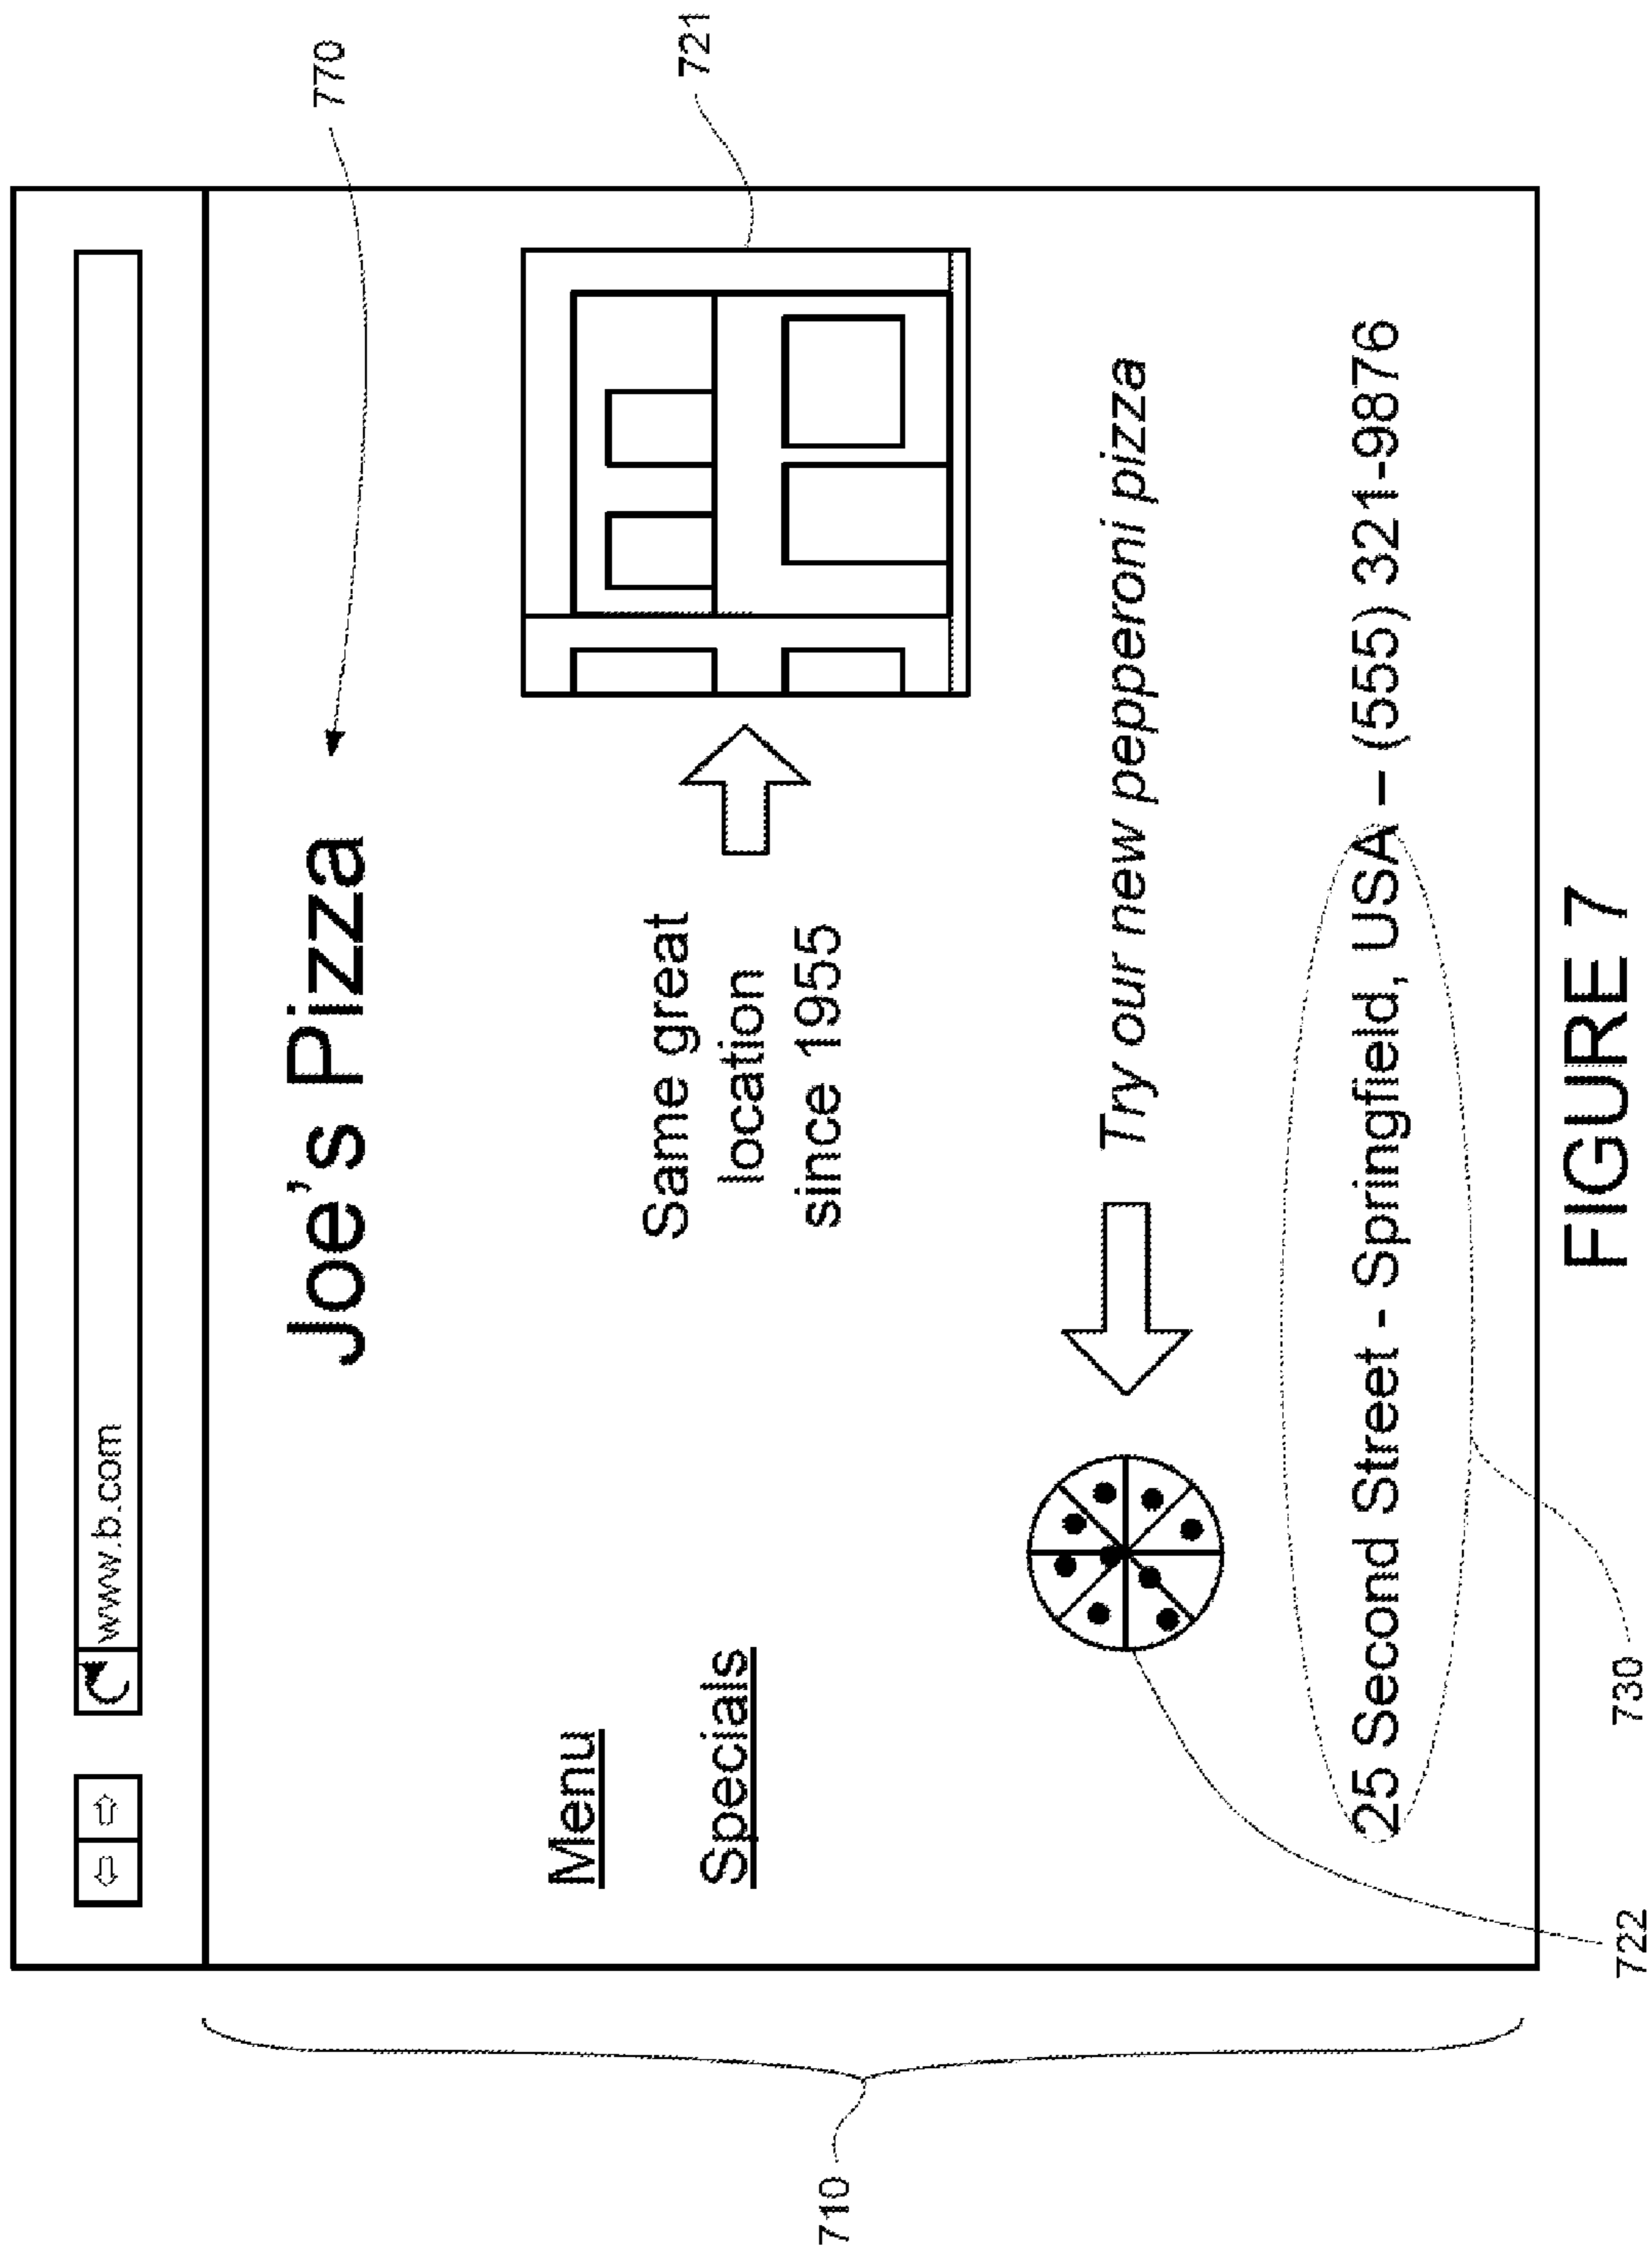 770
www.b.com
Joe's Pizza
721
Menu
Specials
Same great
location
since 1955
710
Try our new pepperoni pizza
25 Second Street - Springfield, USA – (555) 321-9876
722
730
FIGURE 7